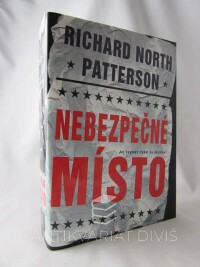 RICHARD NORTH
PATTERSON
NEBEZPEČNÉ
MÍSTO
ANTIKVARIÁT DIVIŠ